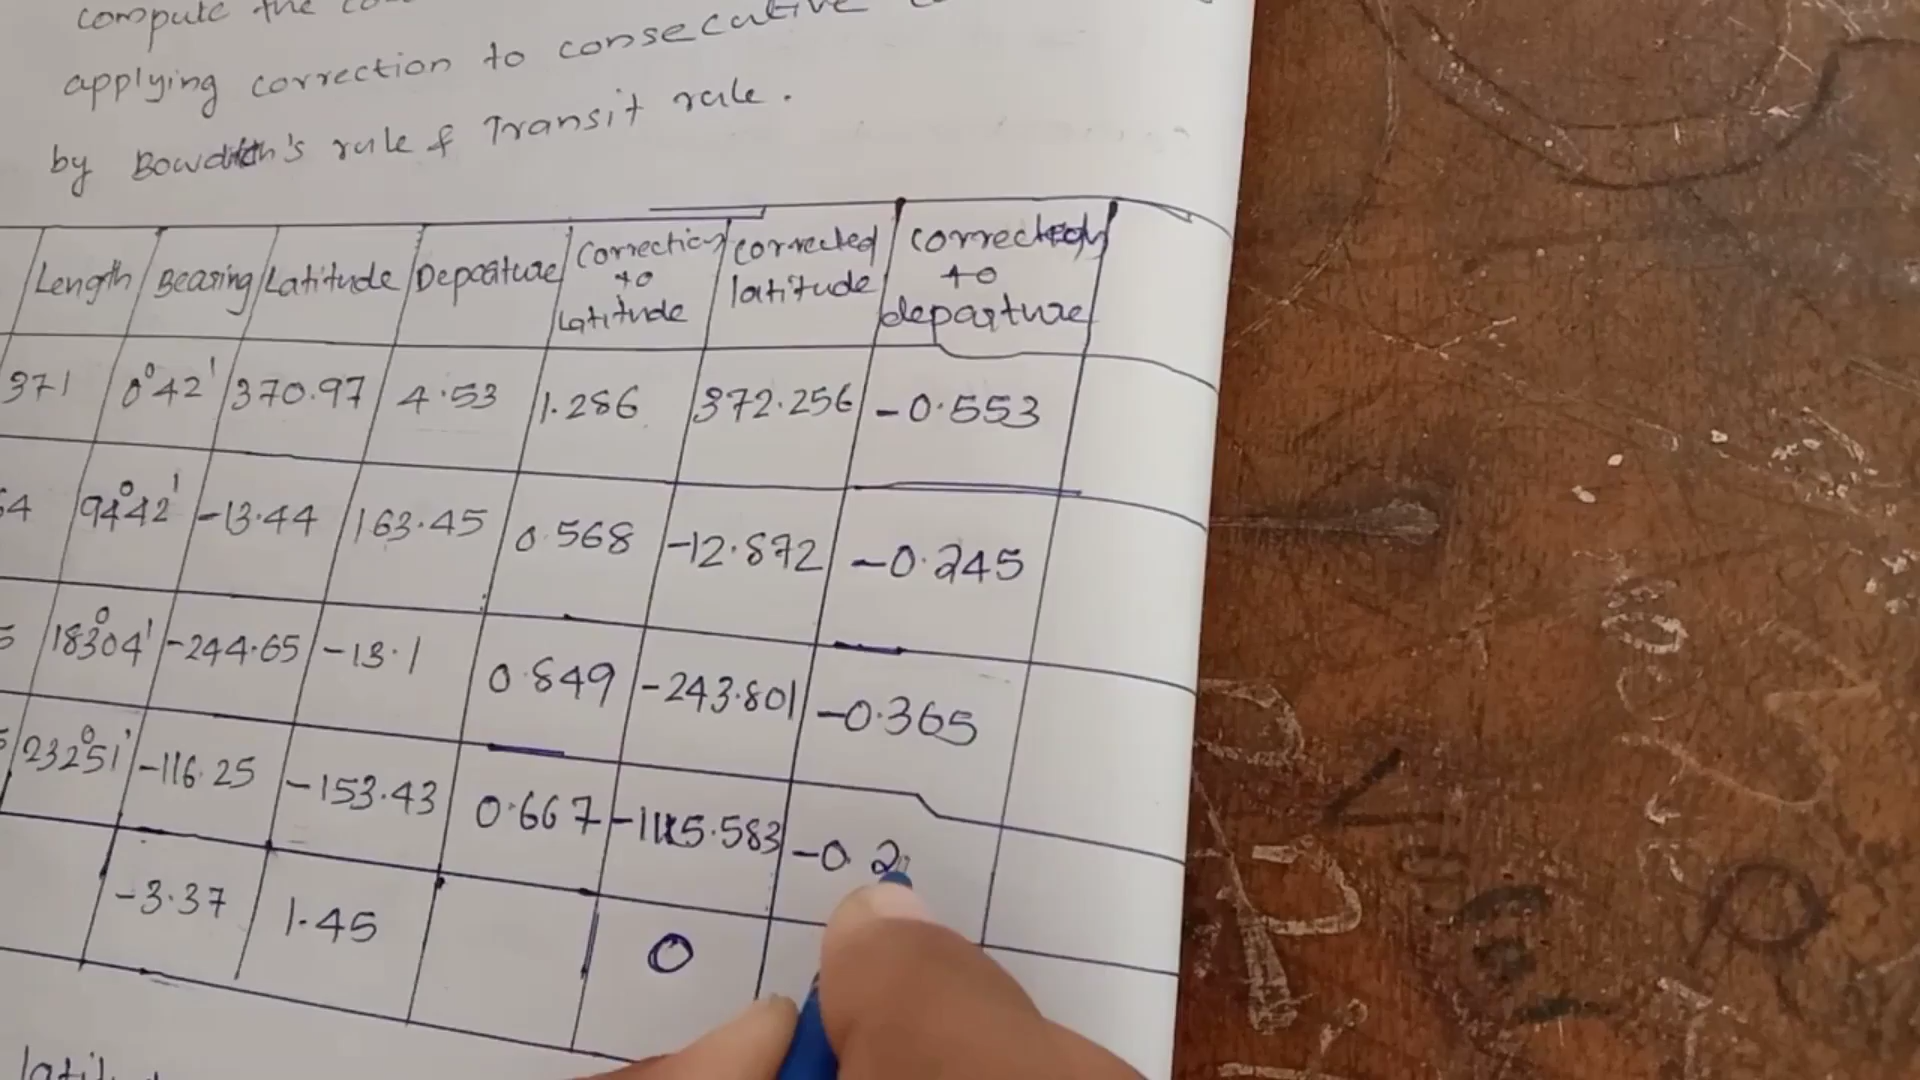 compute the
applying correction to consecutive
by Bowditch's rule & Transit rule.
Length Bearing Latitude Depaature Correction to Latitude corrected latitude corrected to departure
371 0°42' 370.97 4.53 1.286 372.256 -0.553
64 94°42' -13.44 163.45 0.568 -12.872 -0.245
5 183°04' -244.65 -13.1 0.849 -243.801 -0.365
232°51' -116.25 -153.43 0.667 -115.583 -0.2
-3.37 1.45 0